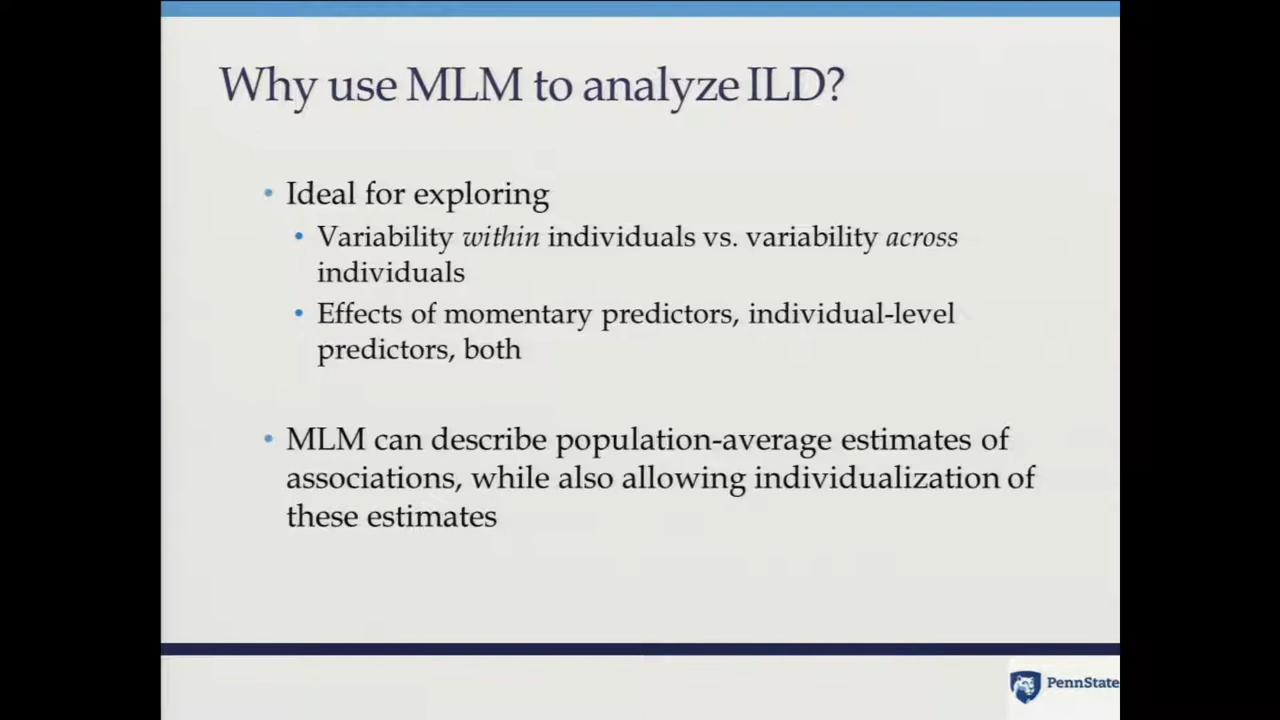 Why use MLM to analyze ILD?
• Ideal for exploring
• Variability within individuals vs. variability across
individuals
• Effects of momentary predictors, individual-level
predictors, both
• MLM can describe population-average estimates of
associations, while also allowing individualization of
these estimates
PennState